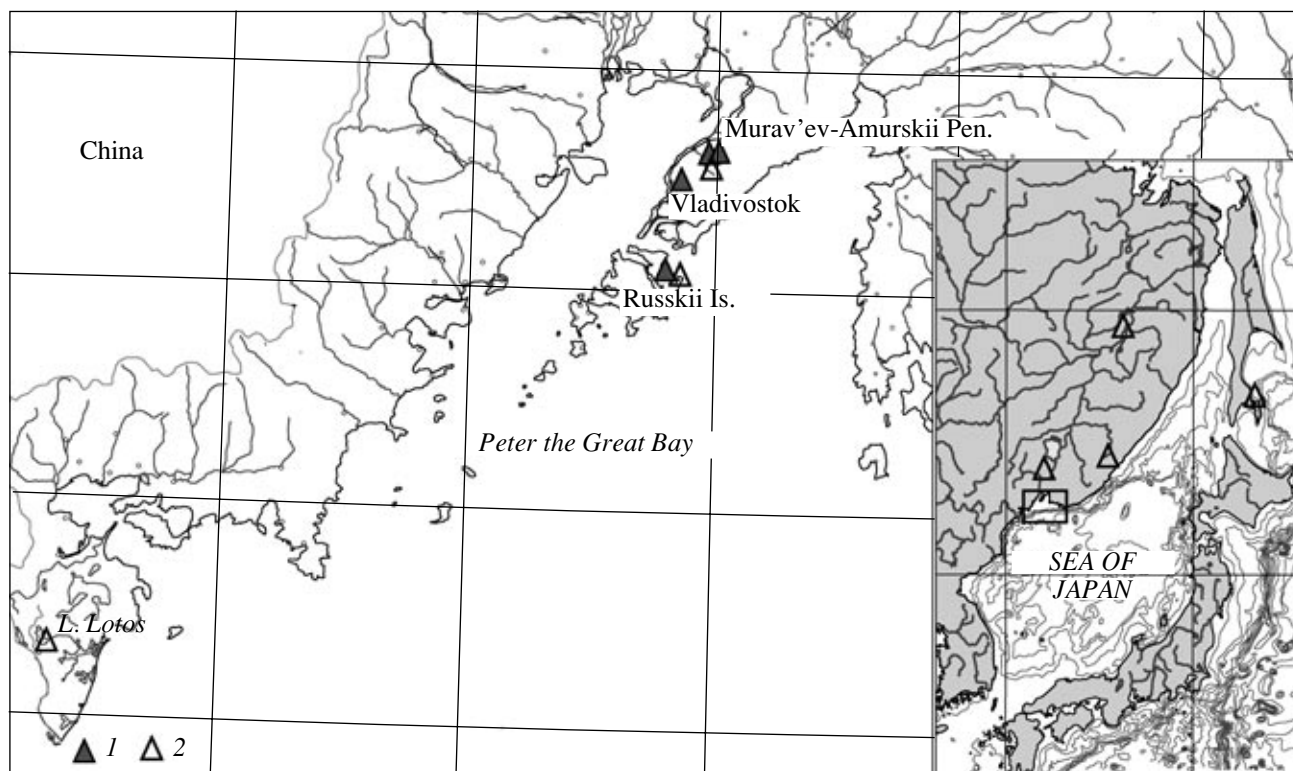 China
Murav'ev-Amurskii Pen.
Vladivostok
Russkii Is.
Peter the Great Bay
L. Lotos
1 2
SEA OF
JAPAN